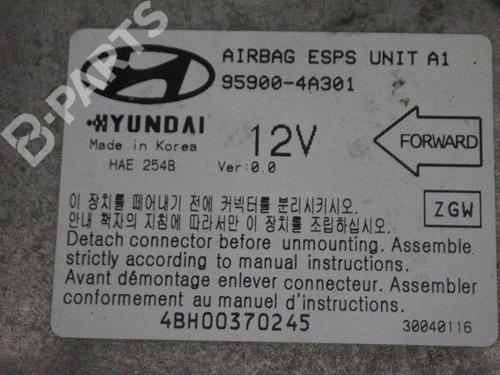 AIRBAG ESPS UNIT A1
95900-4A301
HYUNDAI
Made in Korea
HAE 254B
12V
Ver:0.0
FORWARD
이 장치를 떼어내기 전에 커넥터를 분리시키시오.
안내 책자의 지침에 따라서만 이 장치를 조립하십시오.
ZGW
Detach connector before unmounting. Assemble
strictly according to manual instructions.
Avant démontage enlever connecteur. Assembler
conformement au manuel d'instructions.
4BH00370245
30040116
B-PARTS